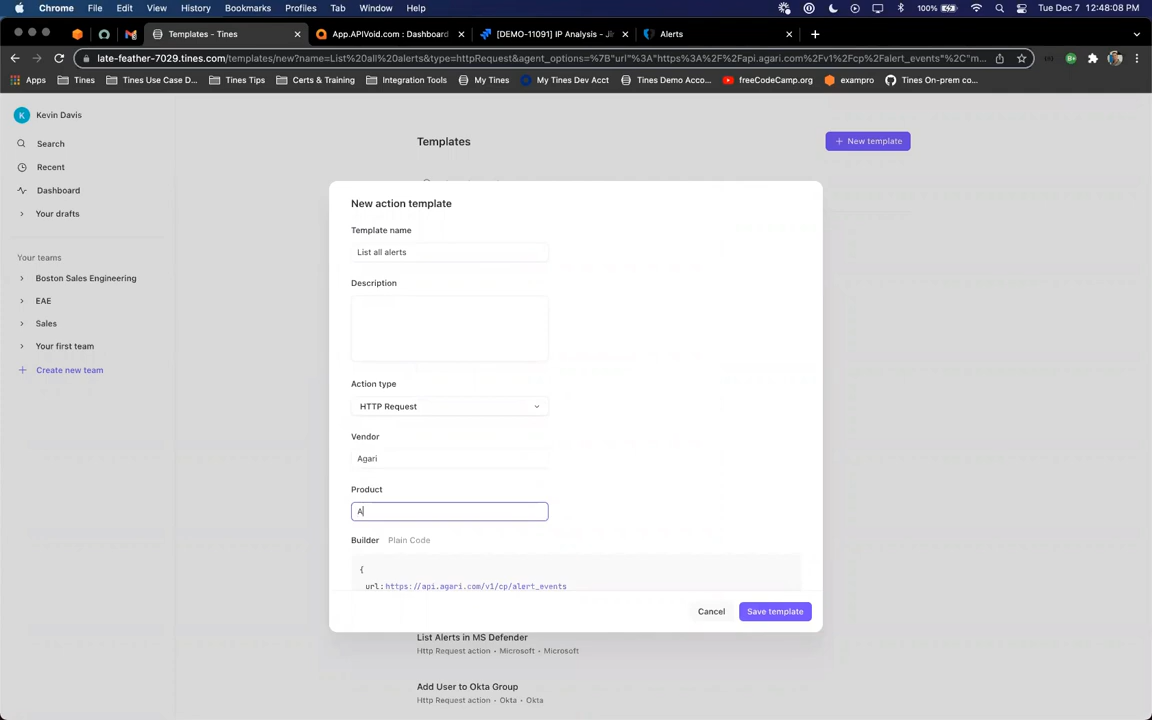 Chrome File Edit View History Bookmarks Profiles Tab Window Help 100% Tue Dec 7 12:48:08 PM
Templates - Tines App.APIVoid.com : Dashboard [DEMO-11091] IP Analysis - Ji Alerts
late-feather-7029.tines.com/templates/new?name=List%20all%20alerts&type=httpRequest&agent_options=%7B"url"%3A"https%3A%2F%2Fapi.agari.com%2Fv1%2Fcp%2Falert_events"%2C"m...
Apps Tines Tines Use Case D... Tines Tips Certs & Training Integration Tools My Tines My Tines Dev Acct Tines Demo Acco... freeCodeCamp.org exampro Tines On-prem co...
Kevin Davis
Search
Recent
Dashboard
Your drafts
Your teams
Boston Sales Engineering
EAE
Sales
Your first team
Create new team
Templates
New template
New action template
Template name
List all alerts
Description
Action type
HTTP Request
Vendor
Agari
Product
A
Builder Plain Code
{
url:https://api.agari.com/v1/cp/alert_events
Cancel Save template
List Alerts in MS Defender
Http Request action • Microsoft • Microsoft
Add User to Okta Group
Http Request action • Okta • Okta